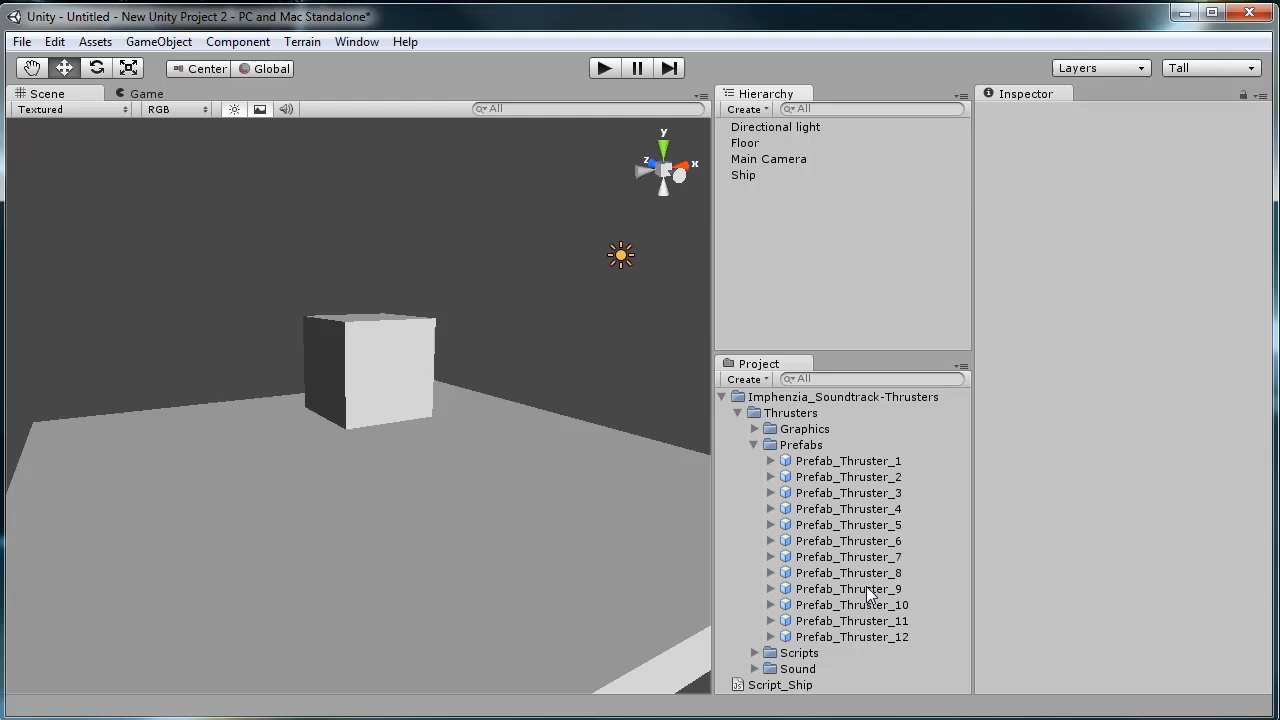 Unity - Untitled - New Unity Project 2 - PC and Mac Standalone*
File Edit Assets GameObject Component Terrain Window Help
Center Global Layers Tall
Scene Game
Textured RGB All
y
z x
Hierarchy
Create All
Directional light
Floor
Main Camera
Ship
Project
Create All
Imphenzia_Soundtrack-Thrusters
Thrusters
Graphics
Prefabs
Prefab_Thruster_1
Prefab_Thruster_2
Prefab_Thruster_3
Prefab_Thruster_4
Prefab_Thruster_5
Prefab_Thruster_6
Prefab_Thruster_7
Prefab_Thruster_8
Prefab_Thruster_9
Prefab_Thruster_10
Prefab_Thruster_11
Prefab_Thruster_12
Scripts
Sound
Script_Ship
Inspector